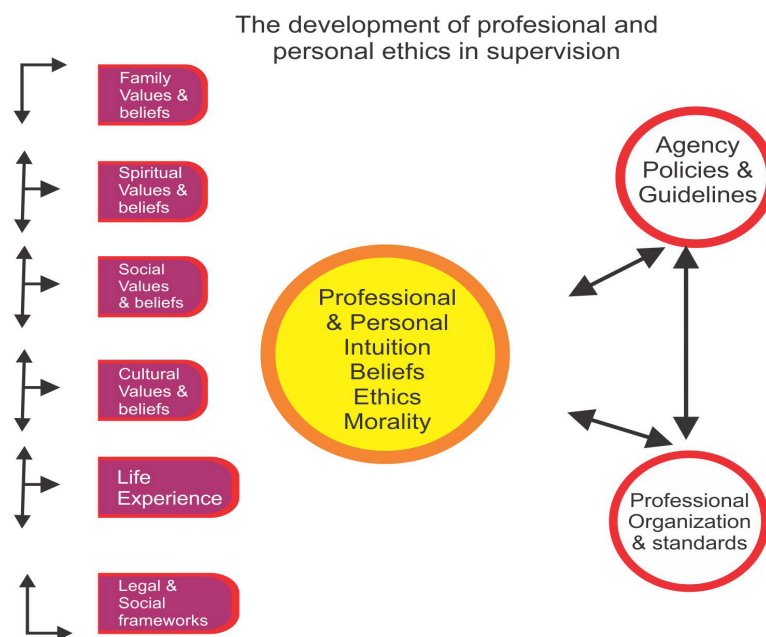 The development of profesional and
personal ethics in supervision
Family
Values &
beliefs
Spiritual
Values &
beliefs
Social
Values
& beliefs
Cultural
Values &
beliefs
Life
Experience
Legal &
Social
frameworks
Professional
& Personal
Intuition
Beliefs
Ethics
Morality
Agency
Policies &
Guidelines
Professional
Organization
& standards